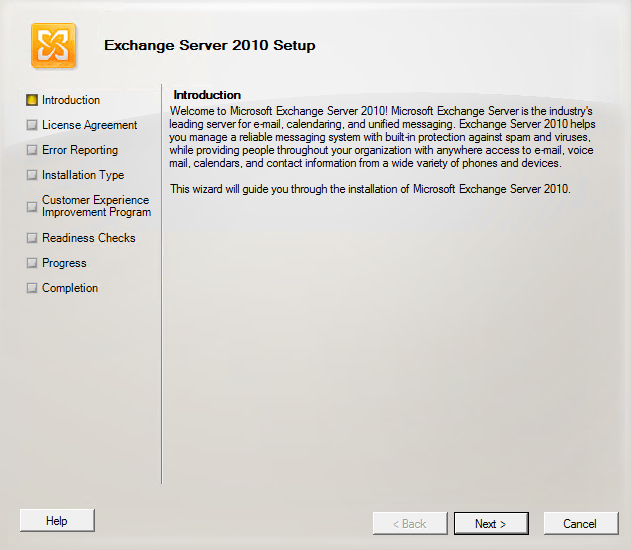 Exchange Server 2010 Setup
Introduction
License Agreement
Error Reporting
Installation Type
Customer Experience
Improvement Program
Readiness Checks
Progress
Completion
Introduction
Welcome to Microsoft Exchange Server 2010! Microsoft Exchange Server is the industry's
leading server for e-mail, calendaring, and unified messaging. Exchange Server 2010 helps
you manage a reliable messaging system with built-in protection against spam and viruses,
while providing people throughout your organization with anywhere access to e-mail, voice
mail, calendars, and contact information from a wide variety of phones and devices.
This wizard will guide you through the installation of Microsoft Exchange Server 2010.
Help
< Back
Next >
Cancel